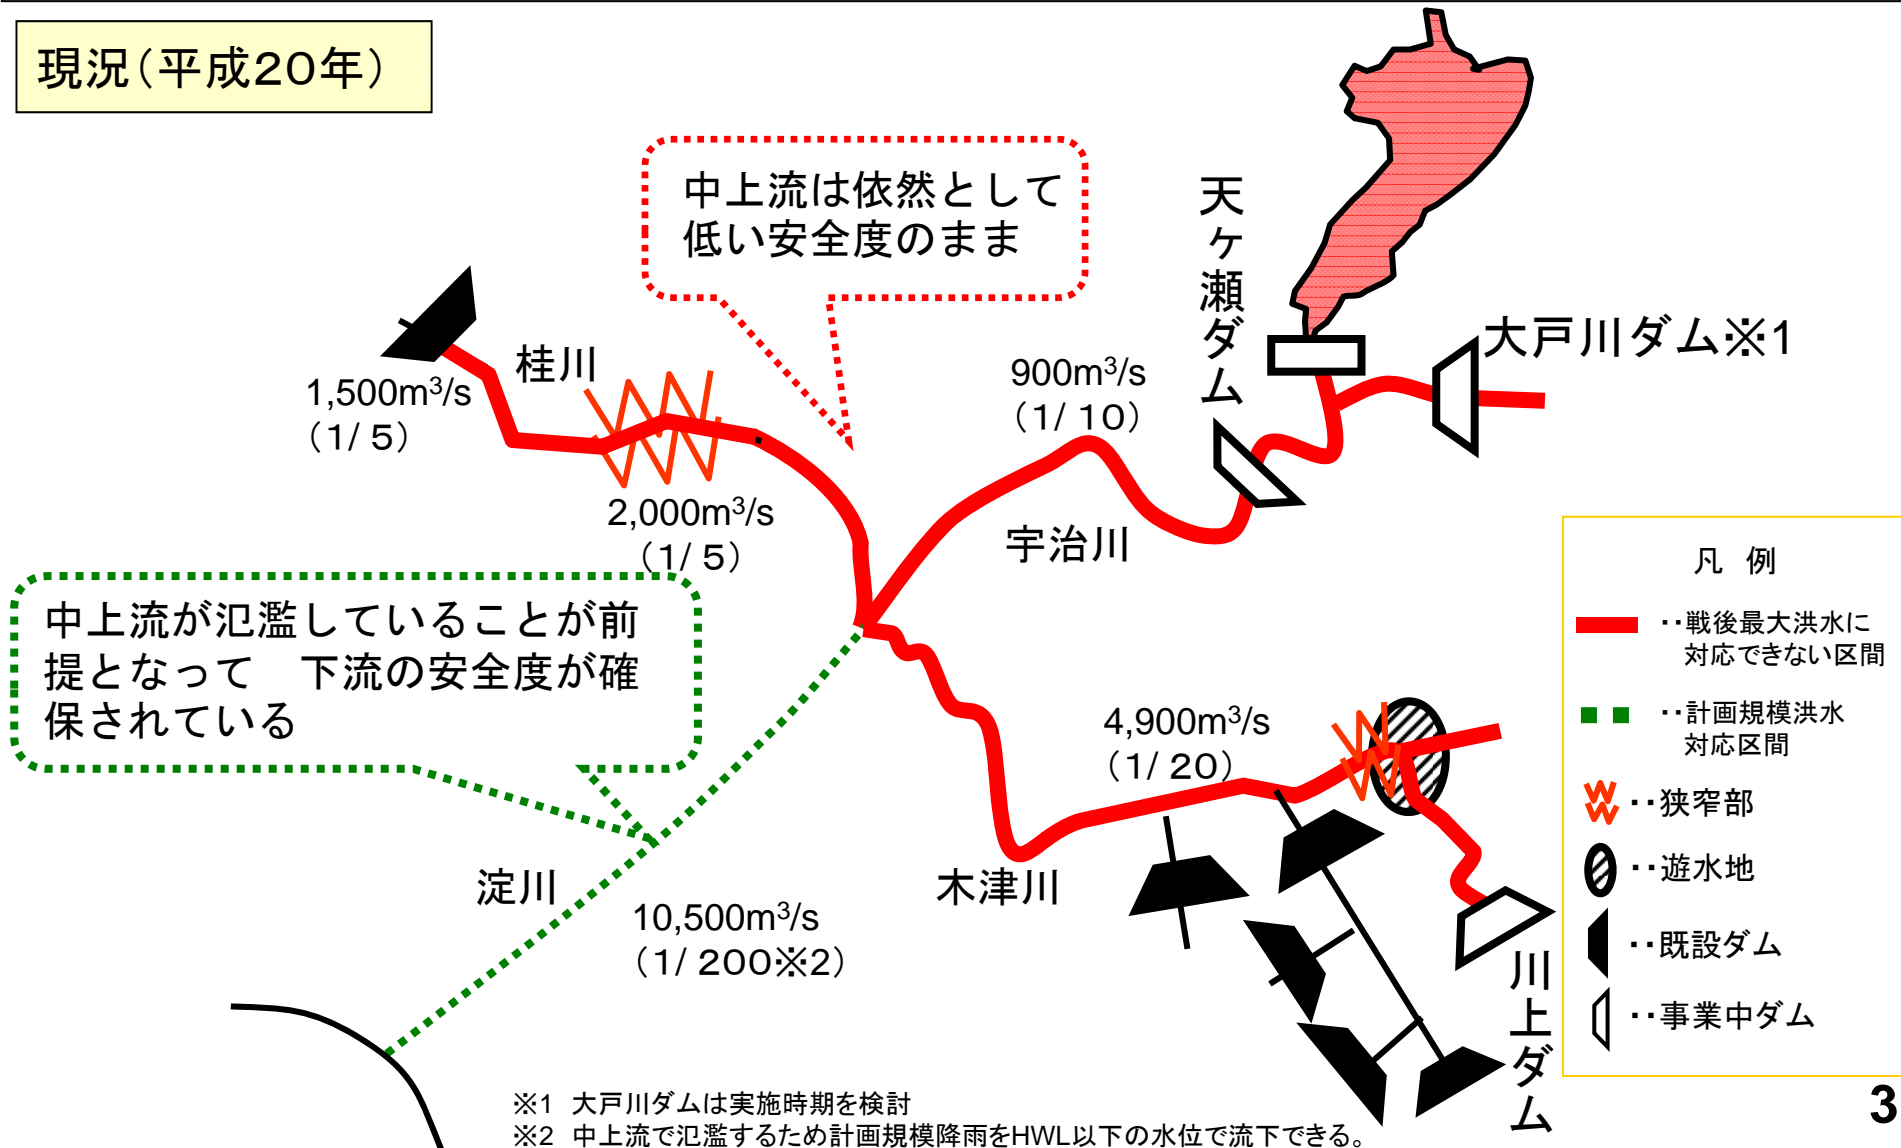 現況(平成20年)
中上流は依然として
低い安全度のまま
天ヶ瀬ダム
大戸川ダム※1
桂川
1,500m³/s
(1/5)
900m³/s
(1/10)
2,000m³/s
(1/5)
宇治川
中上流が氾濫していることが前
提となって　下流の安全度が確
保されている
4,900m³/s
(1/20)
淀川
木津川
10,500m³/s
(1/200※2)
川上ダム
凡 例
‥戦後最大洪水に
対応できない区間
‥計画規模洪水
対応区間
‥狭窄部
‥遊水地
‥既設ダム
‥事業中ダム
※1 大戸川ダムは実施時期を検討
※2 中上流で氾濫するため計画規模降雨をHWL以下の水位で流下できる。
3